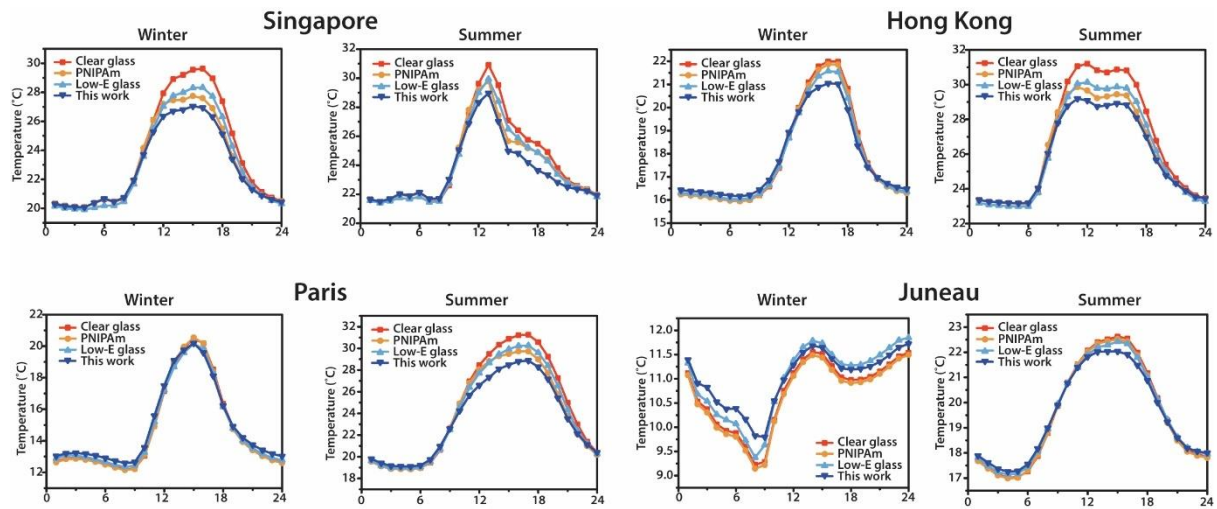 Singapore
Hong Kong
Winter
Summer
Winter
Summer
Temperature (˚C)
30
28
26
24
22
20
0 6 12 18 24
Clear glass
PNIPAm
Low-E glass
This work
Temperature (˚C)
32
30
28
26
24
22
20
0 6 12 18 24
Clear glass
PNIPAm
Low-E glass
This work
Temperature (˚C)
22
21
20
19
18
17
16
15
0 6 12 18 24
Clear glass
PNIPAm
Low-E glass
This work
Temperature (˚C)
32
30
28
26
24
22
0 6 12 18 24
Clear glass
PNIPAm
Low-E glass
This work
Paris
Juneau
Winter
Summer
Winter
Summer
Temperature (˚C)
22
20
18
16
14
12
0 6 12 18 24
Clear glass
PNIPAm
Low-E glass
This work
Temperature (˚C)
32
30
28
26
24
22
20
18
16
0 6 12 18 24
Clear glass
PNIPAm
Low-E glass
This work
Temperature (˚C)
12.0
11.5
11.0
10.5
10.0
9.5
9.0
0 6 12 18 24
Clear glass
PNIPAm
Low-E glass
This work
Temperature (˚C)
23
22
21
20
19
18
17
0 6 12 18 24
Clear glass
PNIPAm
Low-E glass
This work